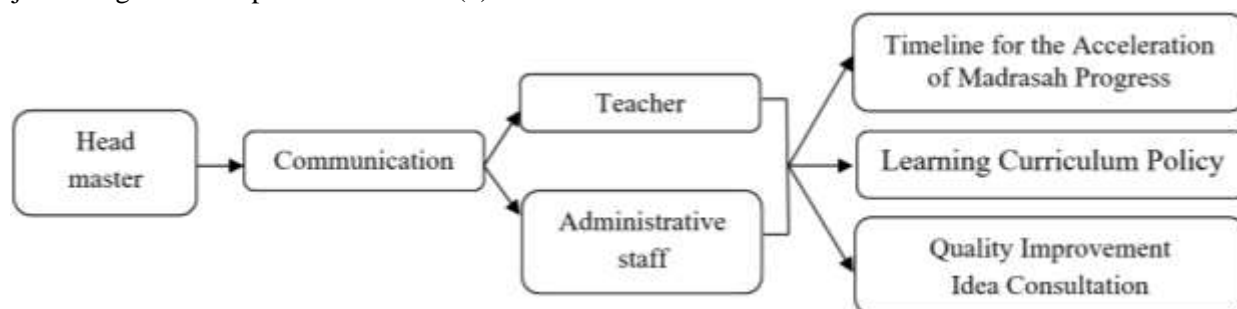 Head
master
Communication
Teacher
Administrative
staff
Timeline for the Acceleration
of Madrasah Progress
Learning Curriculum Policy
Quality Improvement
Idea Consultation